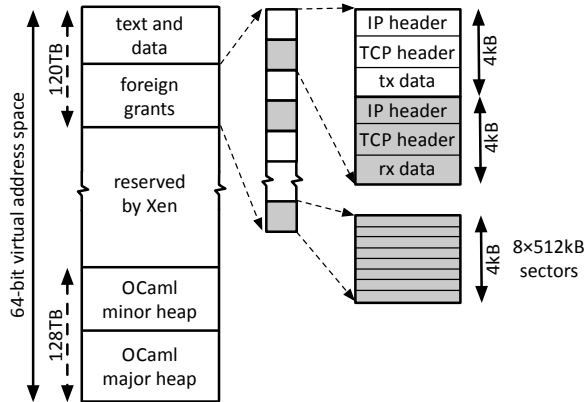 64-bit virtual address space
120TB
128TB
text and
data
foreign
grants
reserved
by Xen
OCaml
minor heap
OCaml
major heap
IP header
TCP header
tx data
IP header
TCP header
rx data
4kB
4kB
4kB
8×512kB
sectors